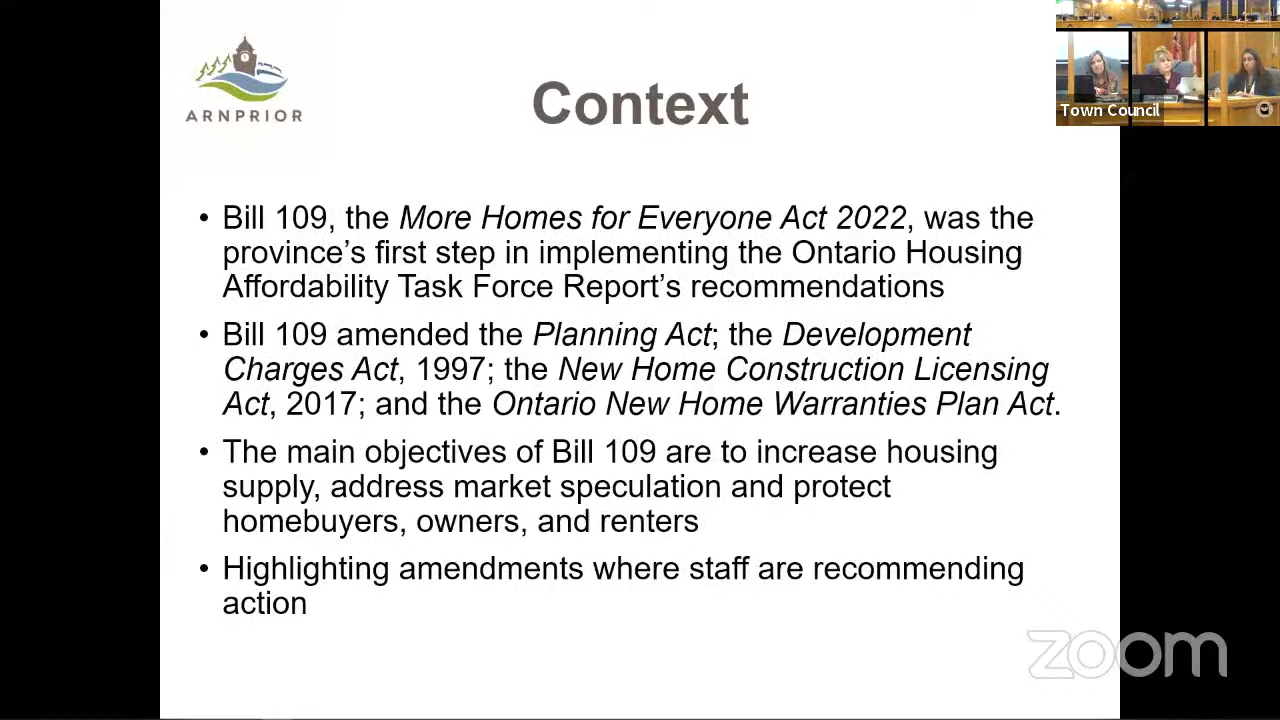 ARNPRIOR
Context
Town Council
• Bill 109, the More Homes for Everyone Act 2022, was the
province’s first step in implementing the Ontario Housing
Affordability Task Force Report’s recommendations
• Bill 109 amended the Planning Act; the Development
Charges Act, 1997; the New Home Construction Licensing
Act, 2017; and the Ontario New Home Warranties Plan Act.
• The main objectives of Bill 109 are to increase housing
supply, address market speculation and protect
homebuyers, owners, and renters
• Highlighting amendments where staff are recommending
action
zoom